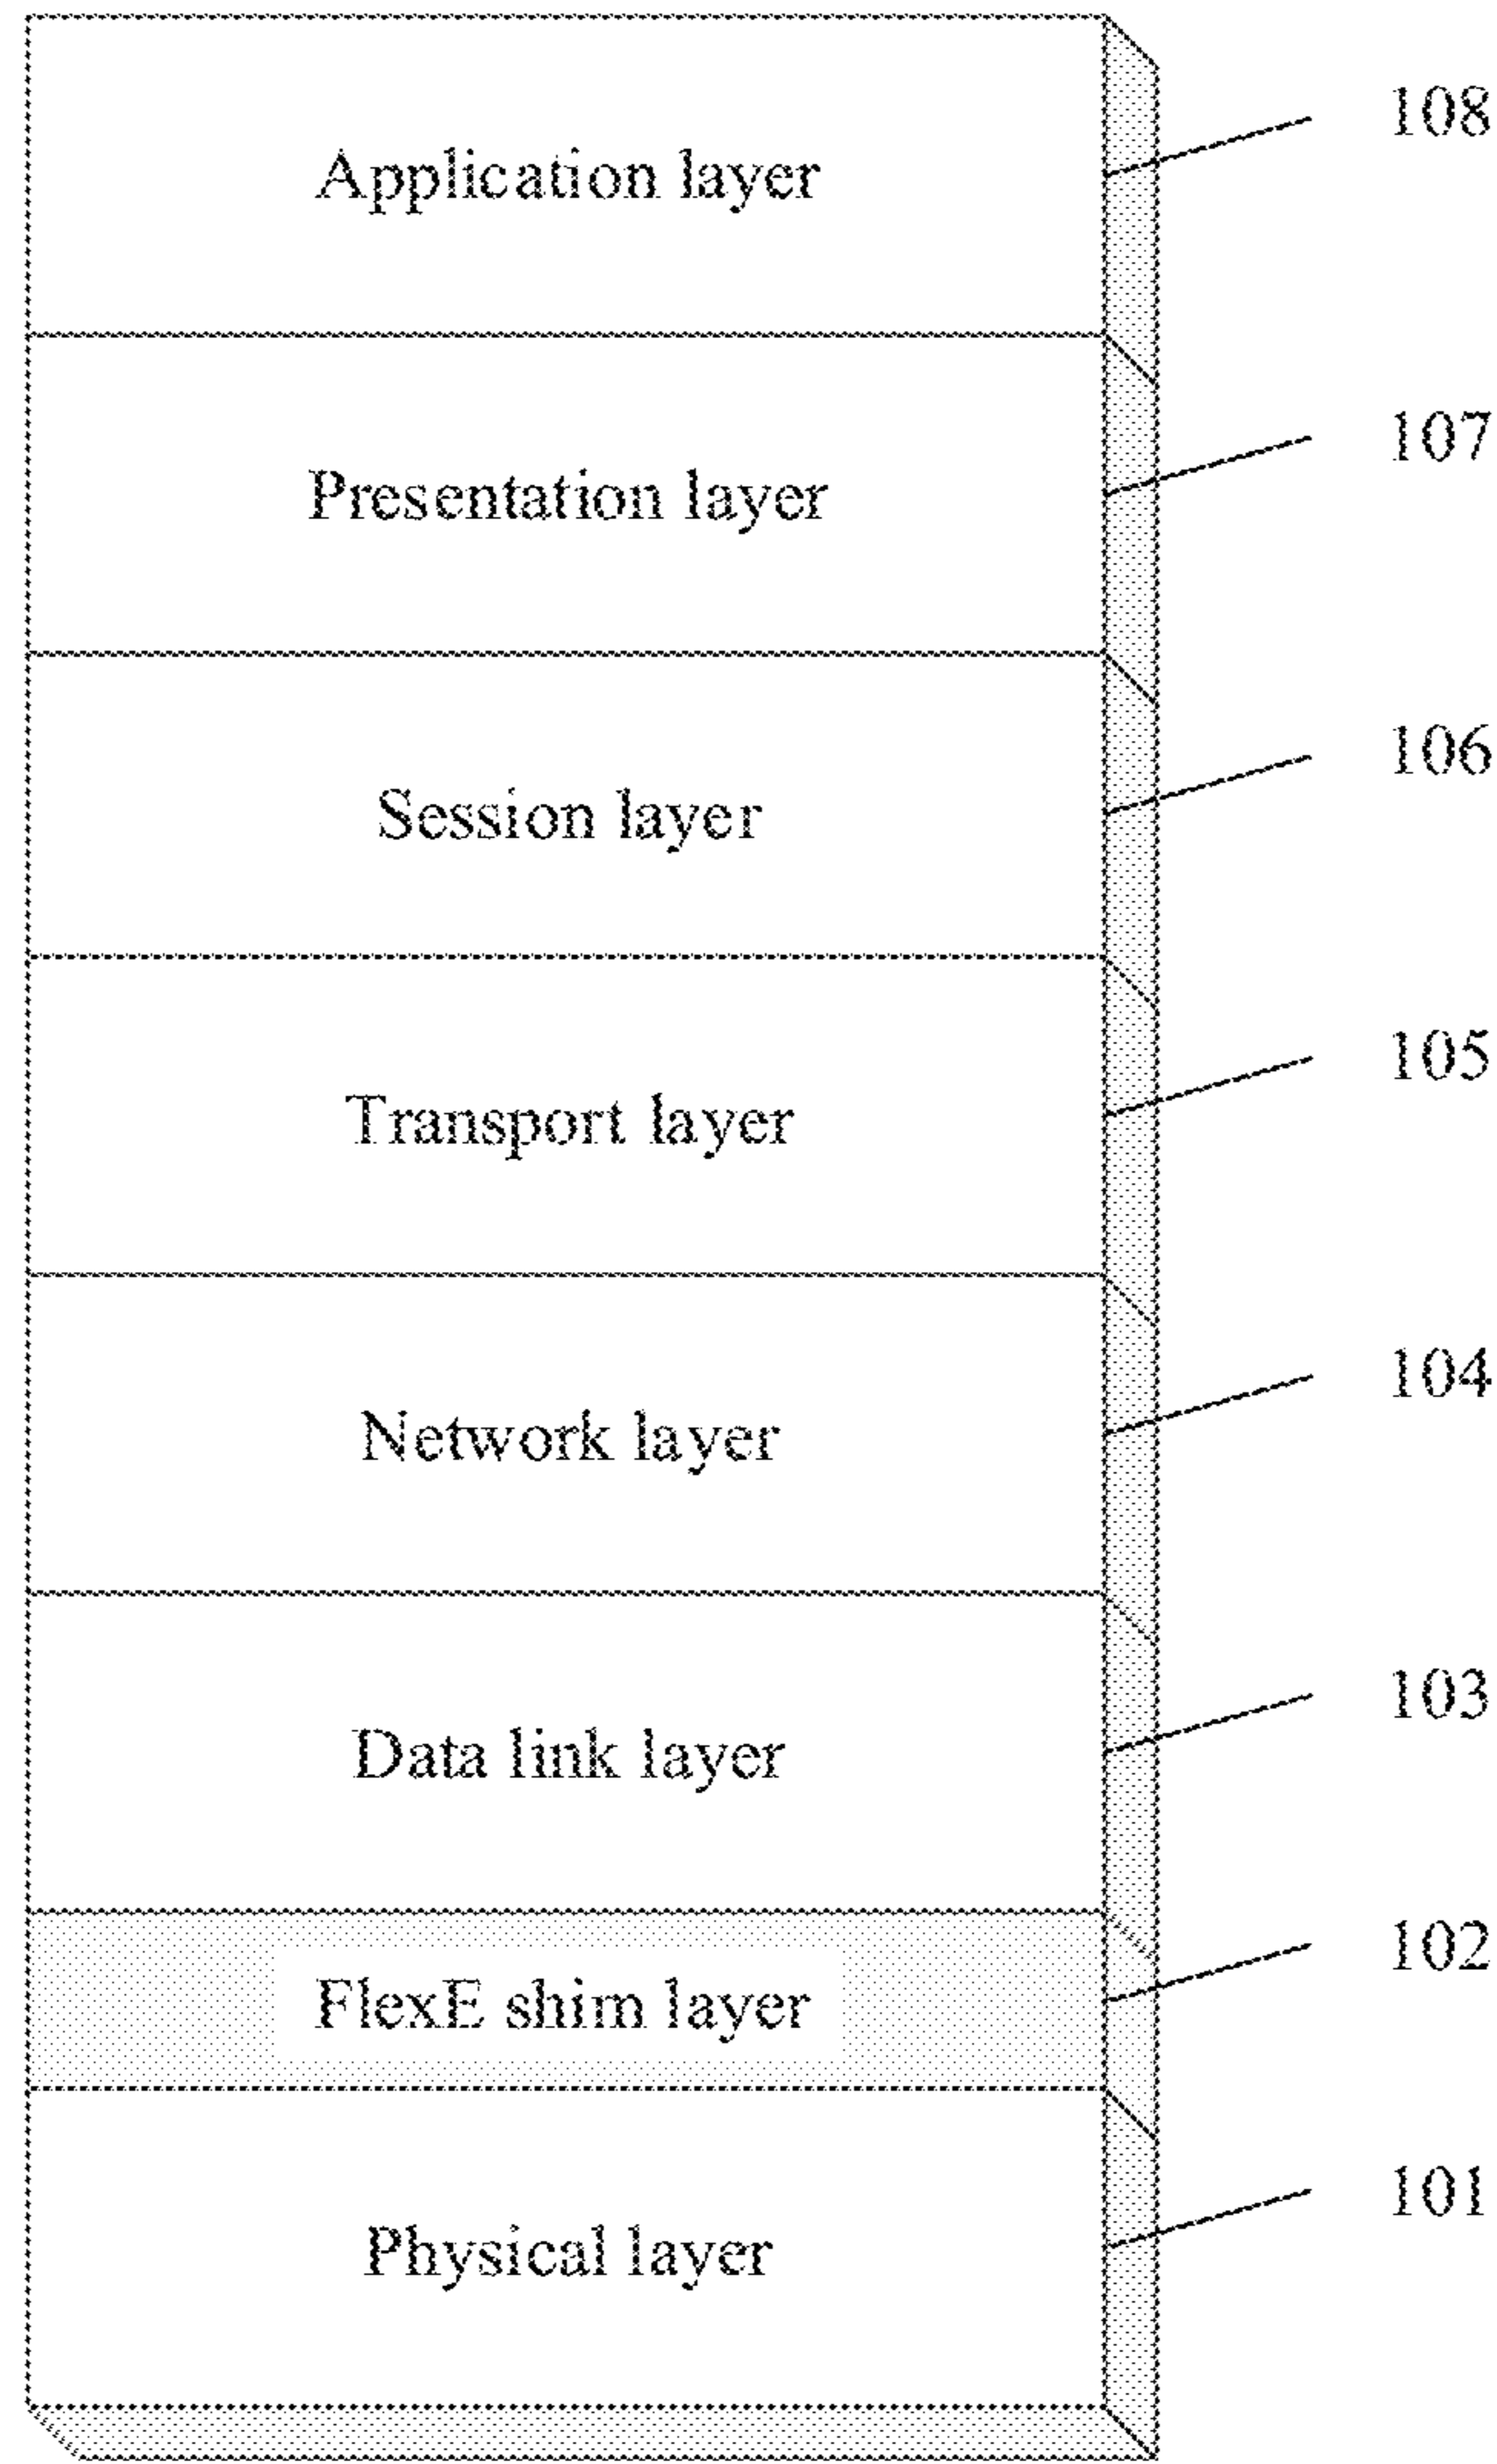 Application layer
108
Presentation layer
107
Session layer
106
Transport layer
105
Network layer
104
Data link layer
103
FlexE shim layer
102
Physical layer
101